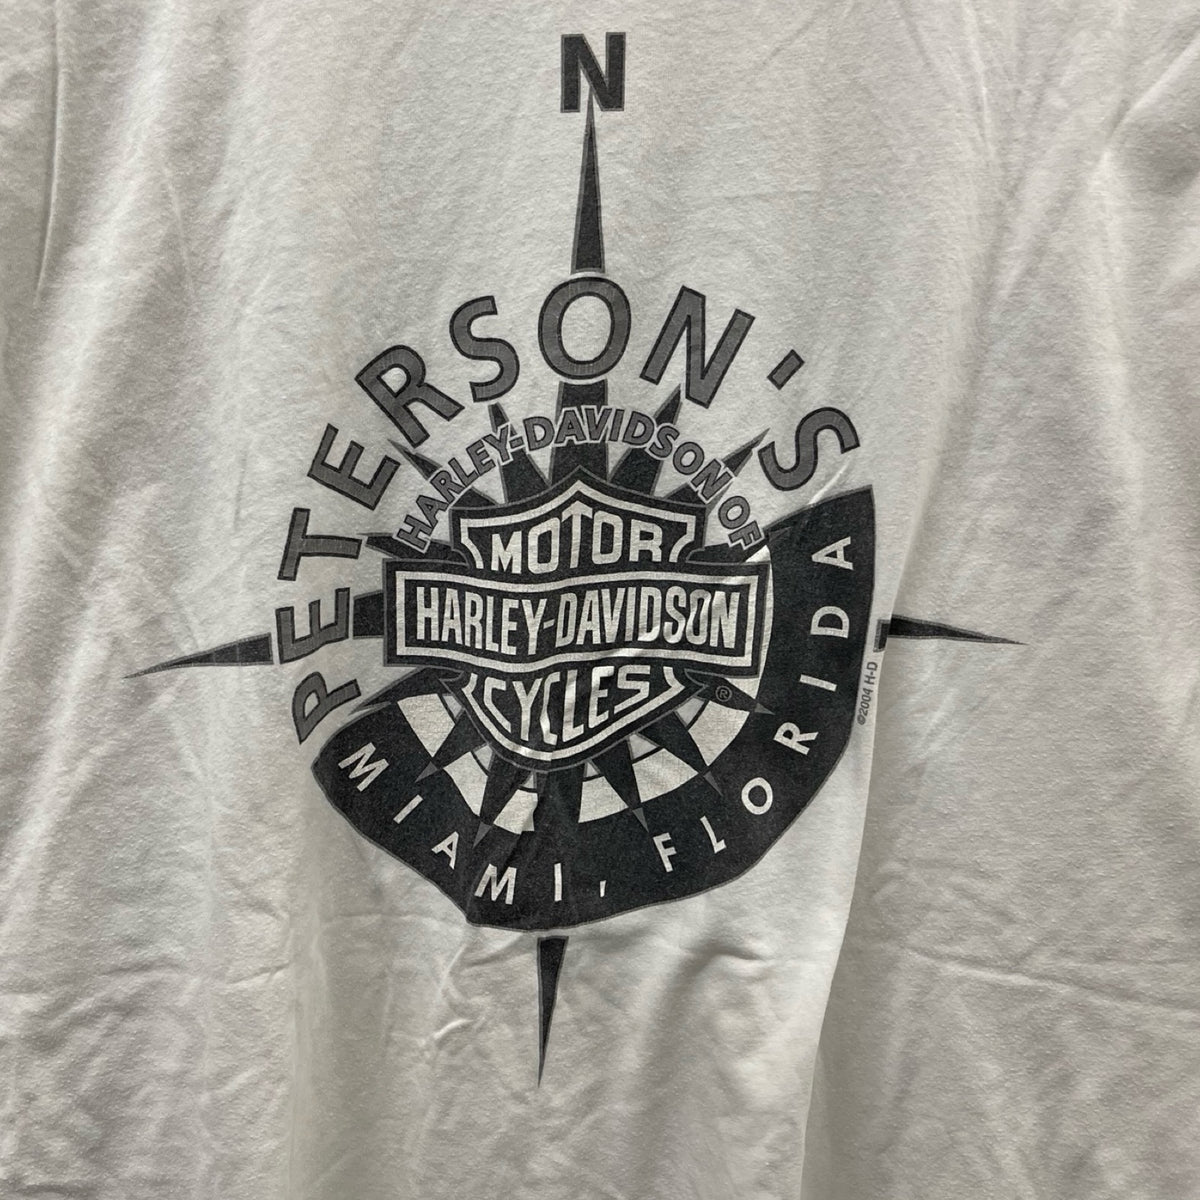 N
PETERSON'S
HARLEY-DAVIDSON OF
MOTOR
HARLEY-DAVIDSON
CYCLES
®
MIAMI, FLORIDA
©2004 H-D